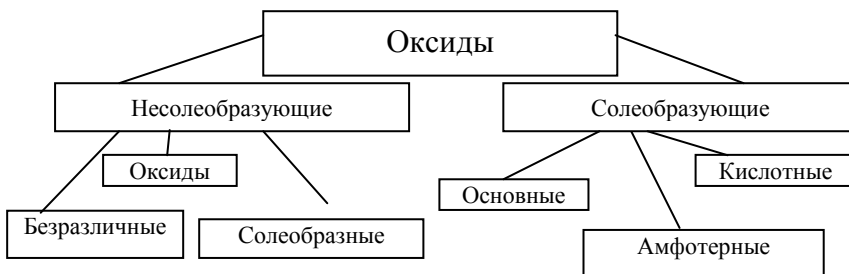 Оксиды
Несолеобразующие
Солеобразующие
Оксиды
Кислотные
Основные
Безразличные
Солеобразные
Амфотерные